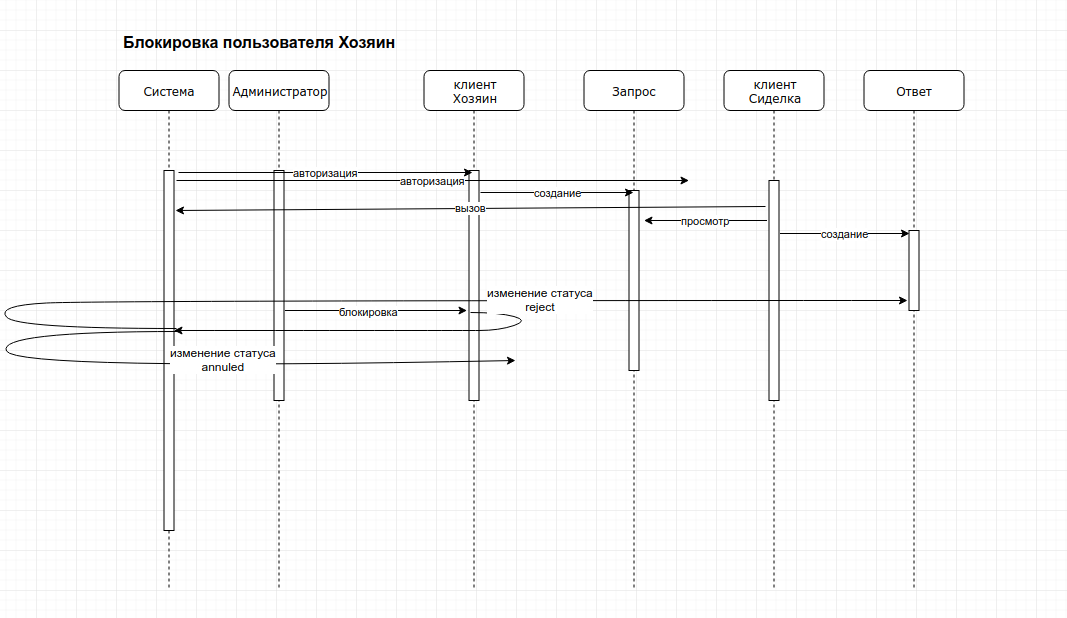 Блокировка пользователя Хозяин
Система
Администратор
клиент
Хозяин
Запрос
клиент
Сиделка
Ответ
авторизация
авторизация
создание
вызов
просмотр
создание
изменение статуса
reject
блокировка
изменение статуса
annuled